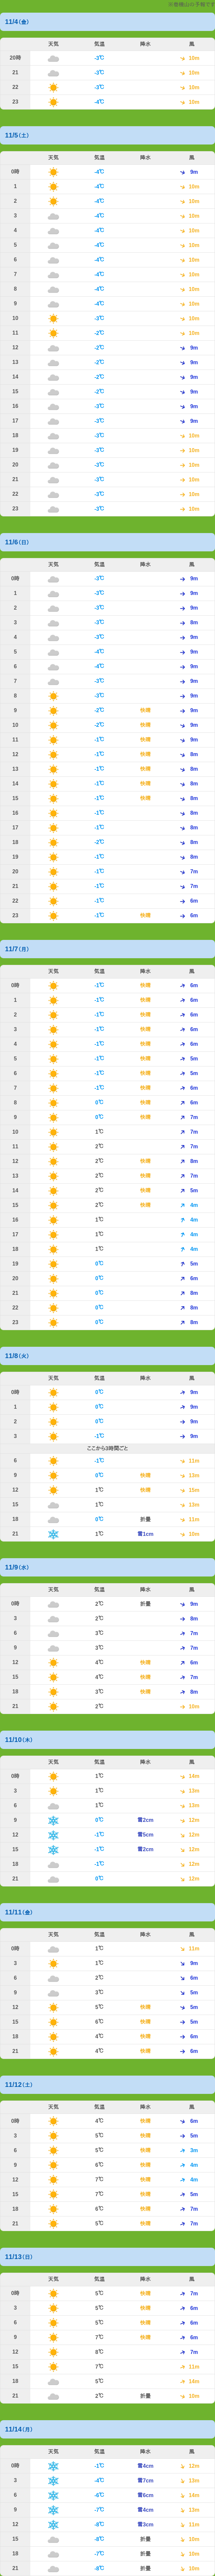 の予報です
11/4(金)
天気 気温 降水 風
20時 -3℃ 10m
21 -3℃ 10m
22 -3℃ 10m
23 -4℃ 10m
11/5(土)
天気 気温 降水 風
0時 -4℃ 9m
1 -4℃ 10m
2 -4℃ 10m
3 -4℃ 10m
4 -4℃ 10m
5 -4℃ 10m
6 -4℃ 10m
7 -4℃ 10m
8 -4℃ 10m
9 -4℃ 10m
10 -3℃ 10m
11 -2℃ 10m
12 -2℃ 9m
13 -2℃ 9m
14 -2℃ 9m
15 -2℃ 9m
16 -3℃ 9m
17 -3℃ 9m
18 -3℃ 10m
19 -3℃ 10m
20 -3℃ 10m
21 -3℃ 10m
22 -3℃ 10m
23 -3℃ 10m
11/6(日)
天気 気温 降水 風
0時 -3℃ 9m
1 -3℃ 9m
2 -3℃ 9m
3 -3℃ 8m
4 -3℃ 9m
5 -4℃ 9m
6 -4℃ 9m
7 -3℃ 9m
8 -3℃ 9m
9 -2℃ 快晴 9m
10 -2℃ 快晴 9m
11 -1℃ 快晴 9m
12 -1℃ 快晴 8m
13 -1℃ 快晴 8m
14 -1℃ 快晴 8m
15 -1℃ 快晴 8m
16 -1℃ 8m
17 -1℃ 8m
18 -2℃ 8m
19 -1℃ 8m
20 -1℃ 7m
21 -1℃ 7m
22 -1℃ 6m
23 -1℃ 快晴 6m
11/7(月)
天気 気温 降水 風
0時 -1℃ 快晴 6m
1 -1℃ 快晴 6m
2 -1℃ 快晴 6m
3 -1℃ 快晴 6m
4 -1℃ 快晴 6m
5 -1℃ 快晴 5m
6 -1℃ 快晴 5m
7 -1℃ 快晴 6m
8 0℃ 快晴 6m
9 0℃ 快晴 7m
10 1℃ 7m
11 2℃ 7m
12 2℃ 快晴 8m
13 2℃ 快晴 7m
14 2℃ 快晴 5m
15 2℃ 快晴 4m
16 1℃ 4m
17 1℃ 4m
18 1℃ 4m
19 0℃ 5m
20 0℃ 6m
21 0℃ 8m
22 0℃ 8m
23 0℃ 8m
11/8(火)
天気 気温 降水 風
0時 0℃ 9m
1 0℃ 9m
2 0℃ 9m
3 -1℃ 9m
ここから3時間ごと
6 -1℃ 11m
9 0℃ 快晴 13m
12 1℃ 快晴 15m
15 1℃ 13m
18 0℃ 折曇 11m
21 1℃ 雪1cm 10m
11/9(水)
天気 気温 降水 風
0時 2℃ 折曇 9m
3 2℃ 8m
6 3℃ 7m
9 3℃ 7m
12 4℃ 快晴 6m
15 4℃ 快晴 7m
18 3℃ 快晴 8m
21 2℃ 10m
11/10(木)
天気 気温 降水 風
0時 1℃ 14m
3 1℃ 13m
6 1℃ 13m
9 0℃ 雪2cm 12m
12 -1℃ 雪5cm 12m
15 -1℃ 雪2cm 12m
18 -1℃ 12m
21 0℃ 12m
11/11(金)
天気 気温 降水 風
0時 1℃ 11m
3 1℃ 9m
6 2℃ 6m
9 3℃ 5m
12 5℃ 快晴 5m
15 6℃ 快晴 5m
18 4℃ 快晴 6m
21 4℃ 快晴 6m
11/12(土)
天気 気温 降水 風
0時 4℃ 快晴 6m
3 5℃ 快晴 5m
6 5℃ 快晴 3m
9 6℃ 快晴 4m
12 7℃ 快晴 4m
15 7℃ 快晴 5m
18 6℃ 快晴 7m
21 5℃ 快晴 7m
11/13(日)
天気 気温 降水 風
0時 5℃ 快晴 7m
3 5℃ 快晴 6m
6 5℃ 快晴 6m
9 7℃ 快晴 6m
12 8℃ 7m
15 7℃ 11m
18 5℃ 14m
21 2℃ 折曇 15m
11/14(月)
天気 気温 降水 風
0時 -1℃ 雪4cm 12m
3 -4℃ 雪7cm 13m
6 -6℃ 雪6cm 14m
9 -7℃ 雪4cm 13m
12 -8℃ 雪3cm 11m
15 -8℃ 折曇 10m
18 -7℃ 折曇 10m
21 -8℃ 折曇 10m